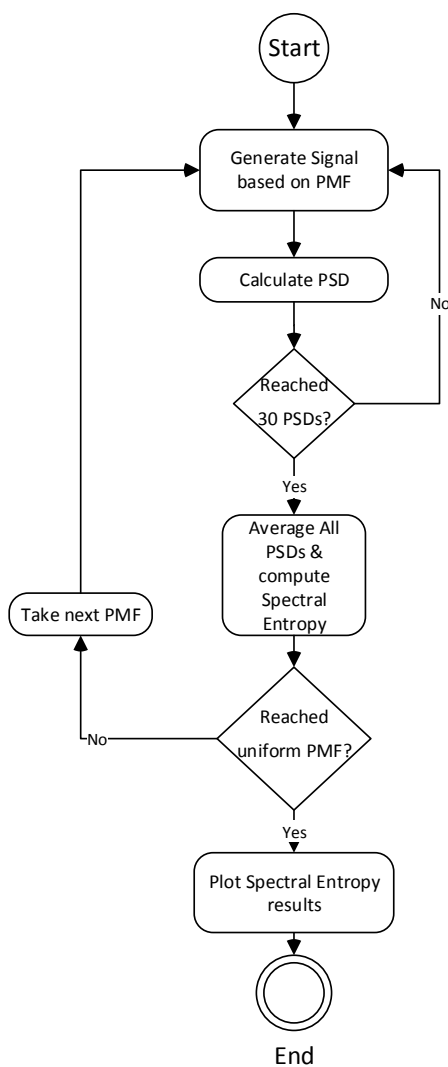 Start
Generate Signal
based on PMF
Calculate PSD
No
Reached
30 PSDs?
Yes
Average All
PSDs &
compute
Spectral
Entropy
Take next PMF
Reached
uniform PMF?
No
Yes
Plot Spectral Entropy
results
End